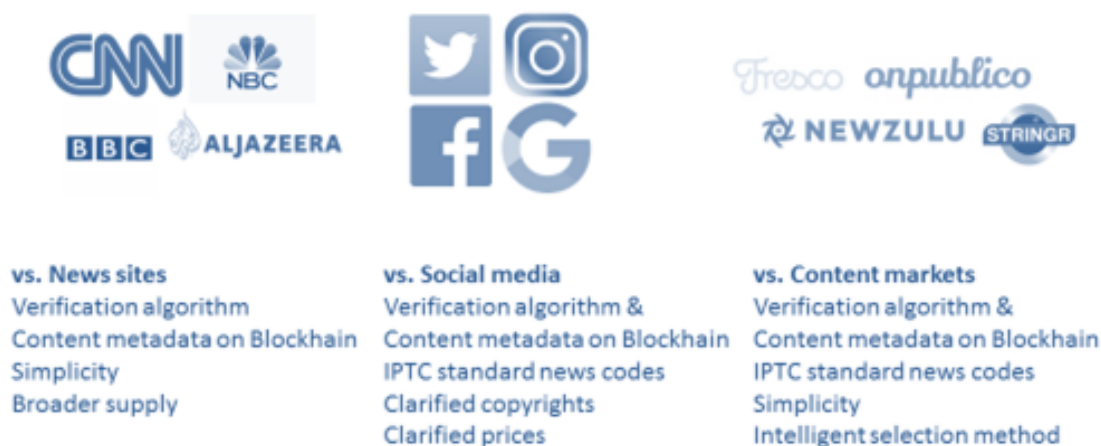 CNN
NBC
BBC
ALJAZEERA
Fresco onpublico
NEWZULU
STRINGR
vs. News sites
Verification algorithm
Content metadata on Blockhain
Simplicity
Broader supply
vs. Social media
Verification algorithm &
Content metadata on Blockhain
IPTC standard news codes
Clarified copyrights
Clarified prices
vs. Content markets
Verification algorithm &
Content metadata on Blockhain
IPTC standard news codes
Simplicity
Intelligent selection method